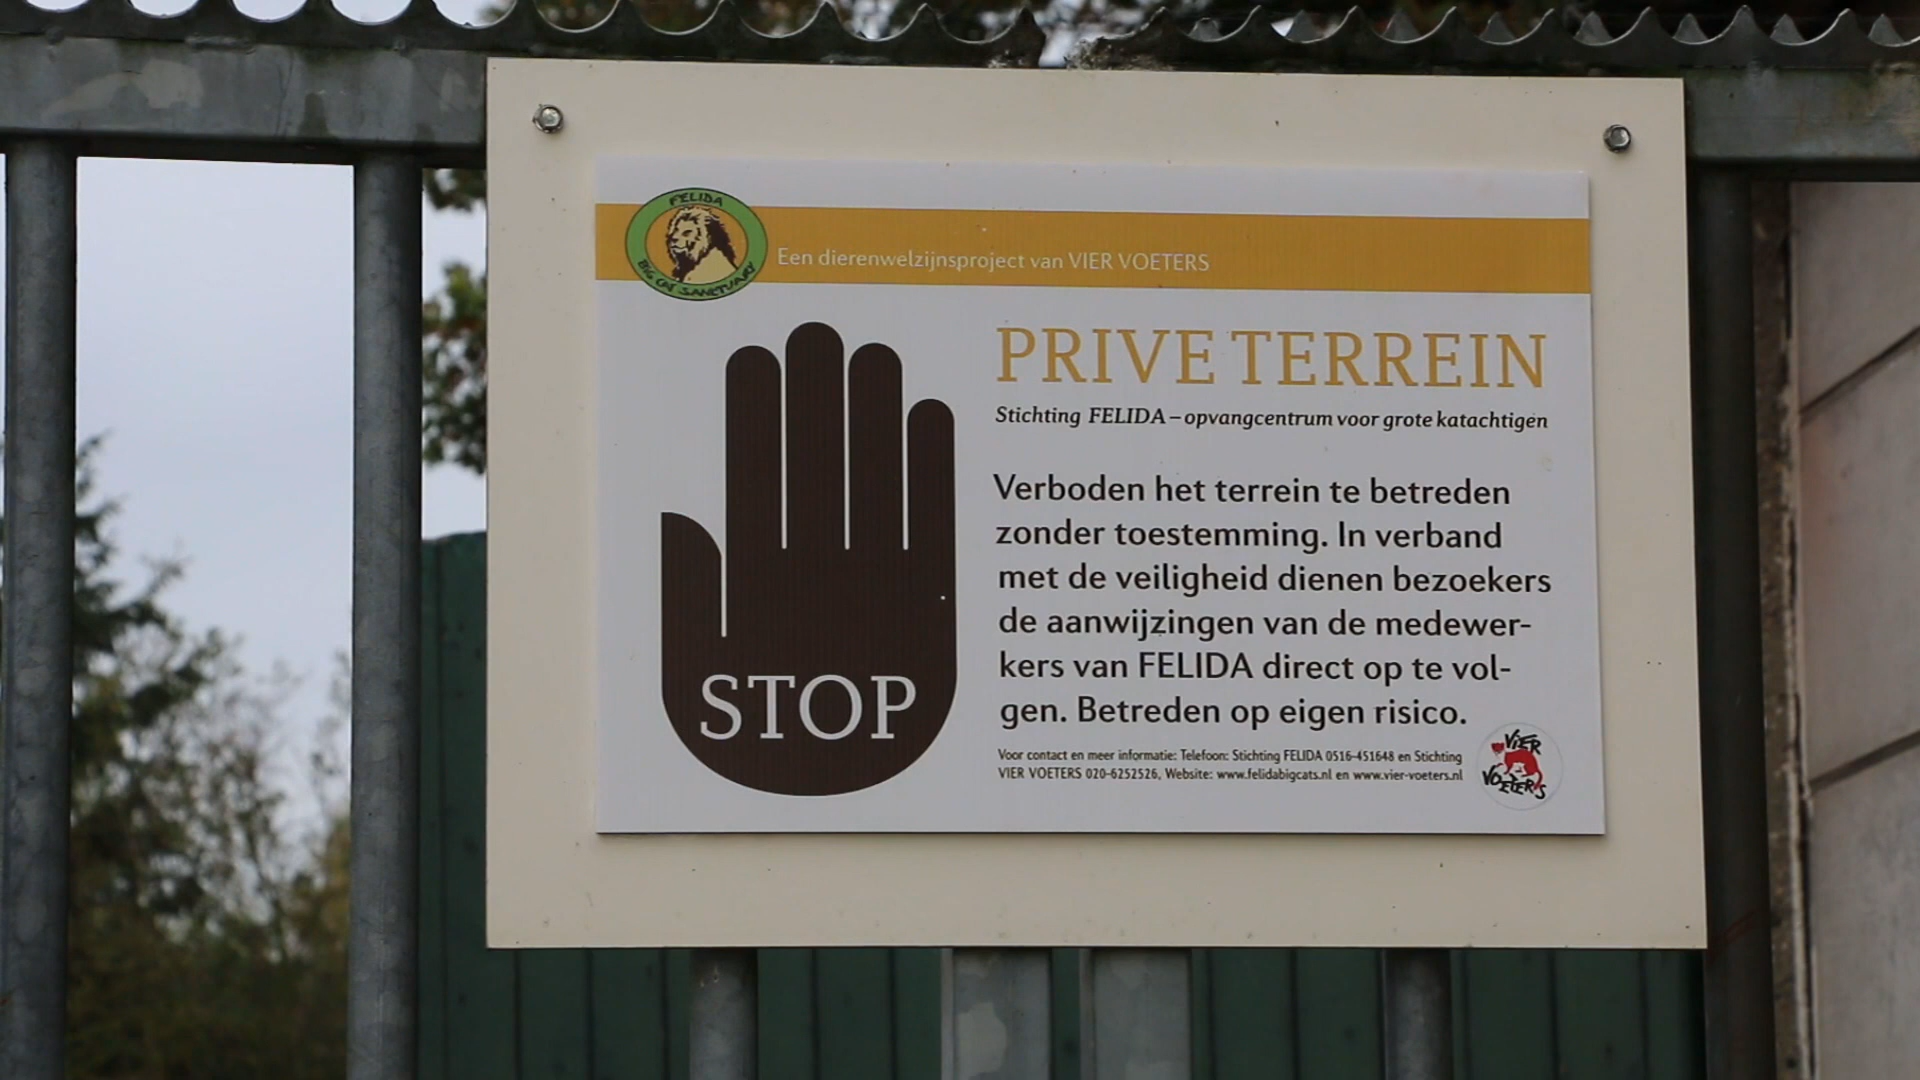 FELIDA
BIG CAT SANCTUARY
Een dierenwelzijnsproject van VIER VOETERS
PRIVE TERREIN
Stichting FELIDA – opvangcentrum voor grote katachtigen
Verboden het terrein te betreden
zonder toestemming. In verband
met de veiligheid dienen bezoekers
de aanwijzingen van de medewer-
kers van FELIDA direct op te vol-
gen. Betreden op eigen risico.
STOP
Voor contact en meer informatie: Telefoon: Stichting FELIDA 0516-451648 en Stichting
VIER VOETERS 020-6252526, Website: www.felidabigcats.nl en www.vier-voeters.nl
VIER
VOETERS